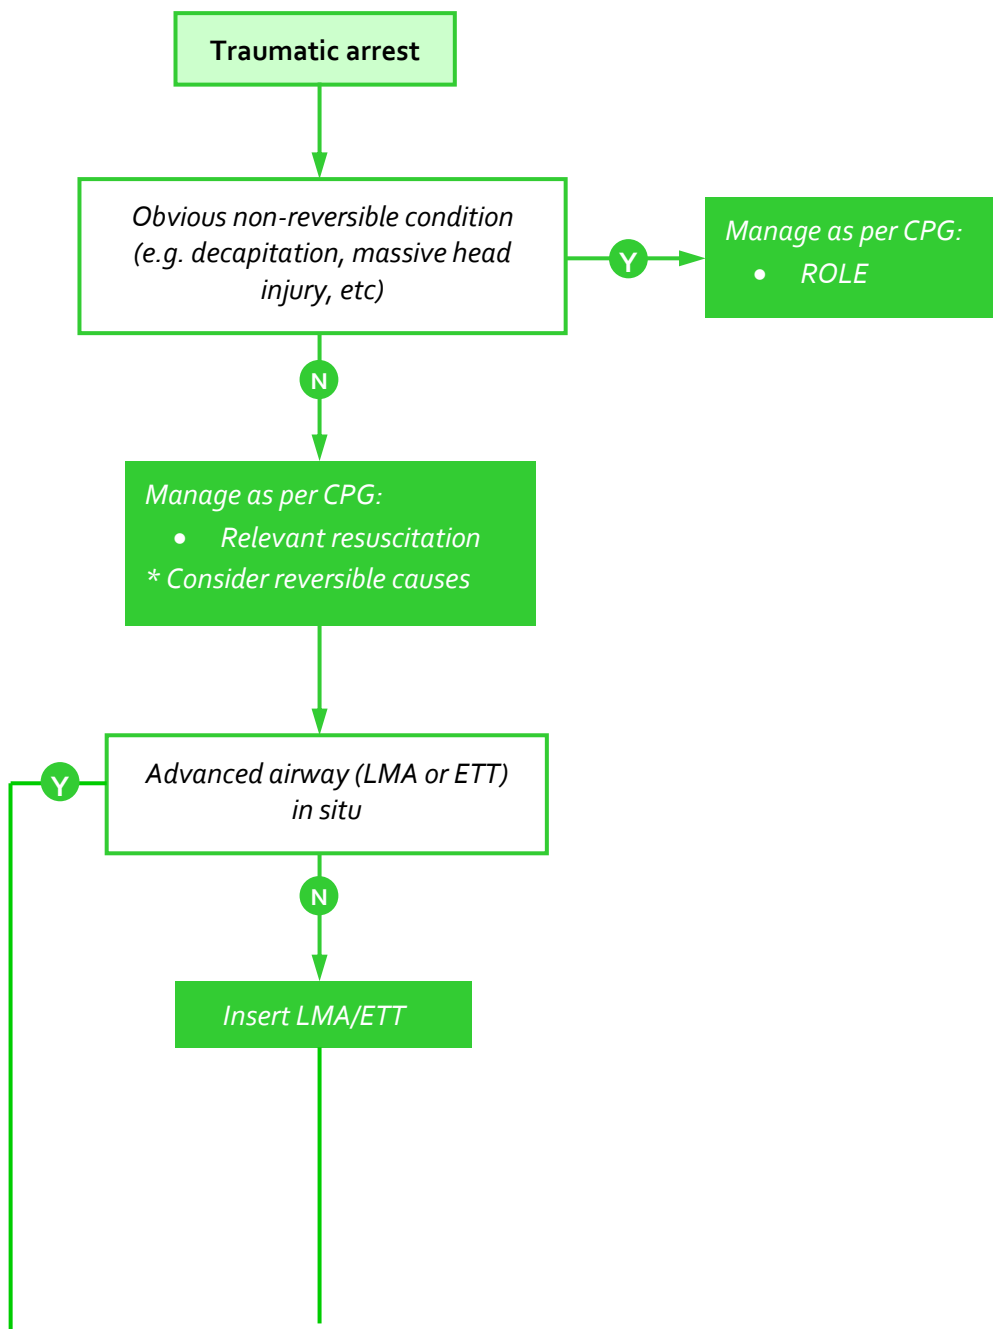 Traumatic arrest
Obvious non-reversible condition
(e.g. decapitation, massive head
injury, etc)
Y
Manage as per CPG:
• ROLE
N
Manage as per CPG:
• Relevant resuscitation
* Consider reversible causes
Y
Advanced airway (LMA or ETT)
in situ
N
Insert LMA/ETT